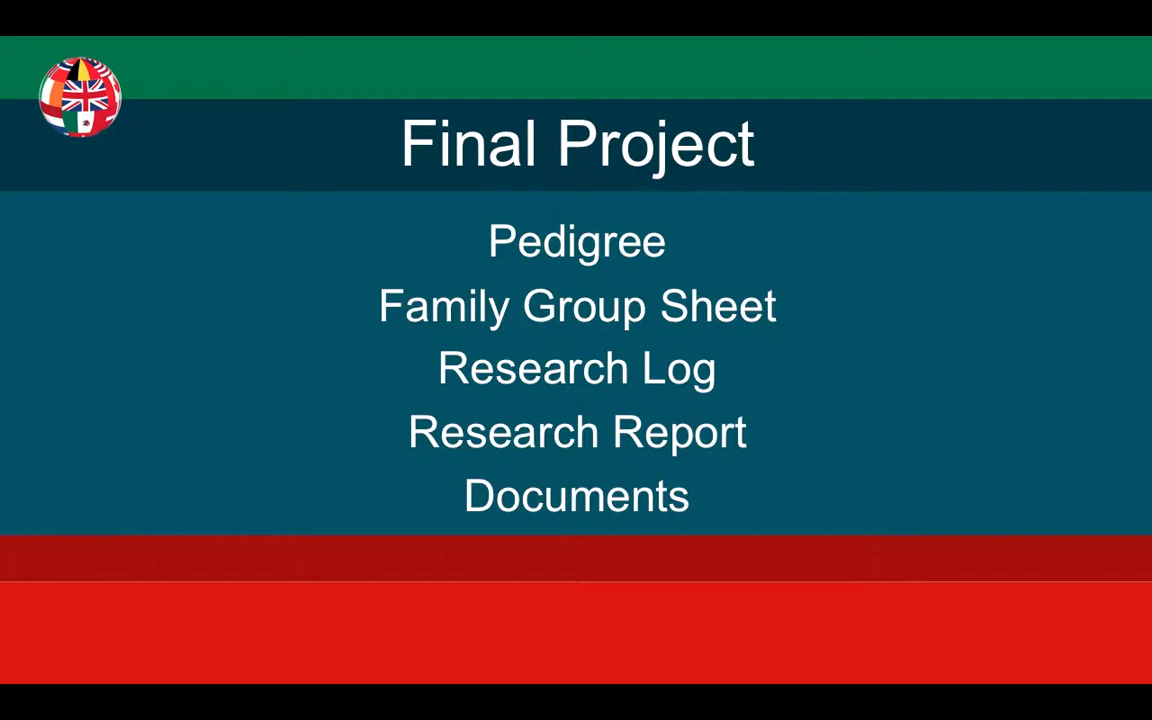 Final Project
Pedigree
Family Group Sheet
Research Log
Research Report
Documents